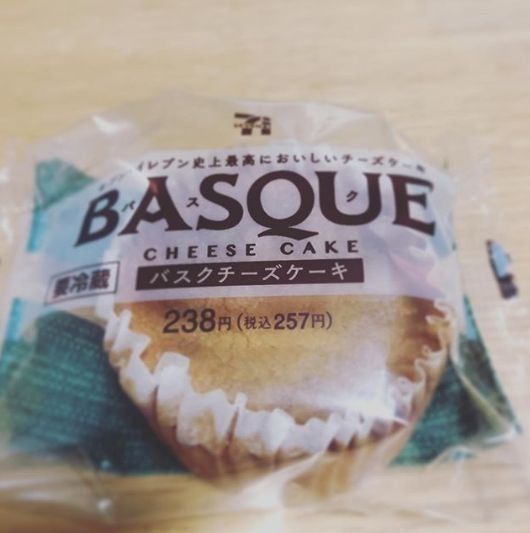 イレブン史上最高においしいチーズケーキ
BASQUE
バスク
CHEESE CAKE
要冷蔵
バスクチーズケーキ
238円(税込257円)